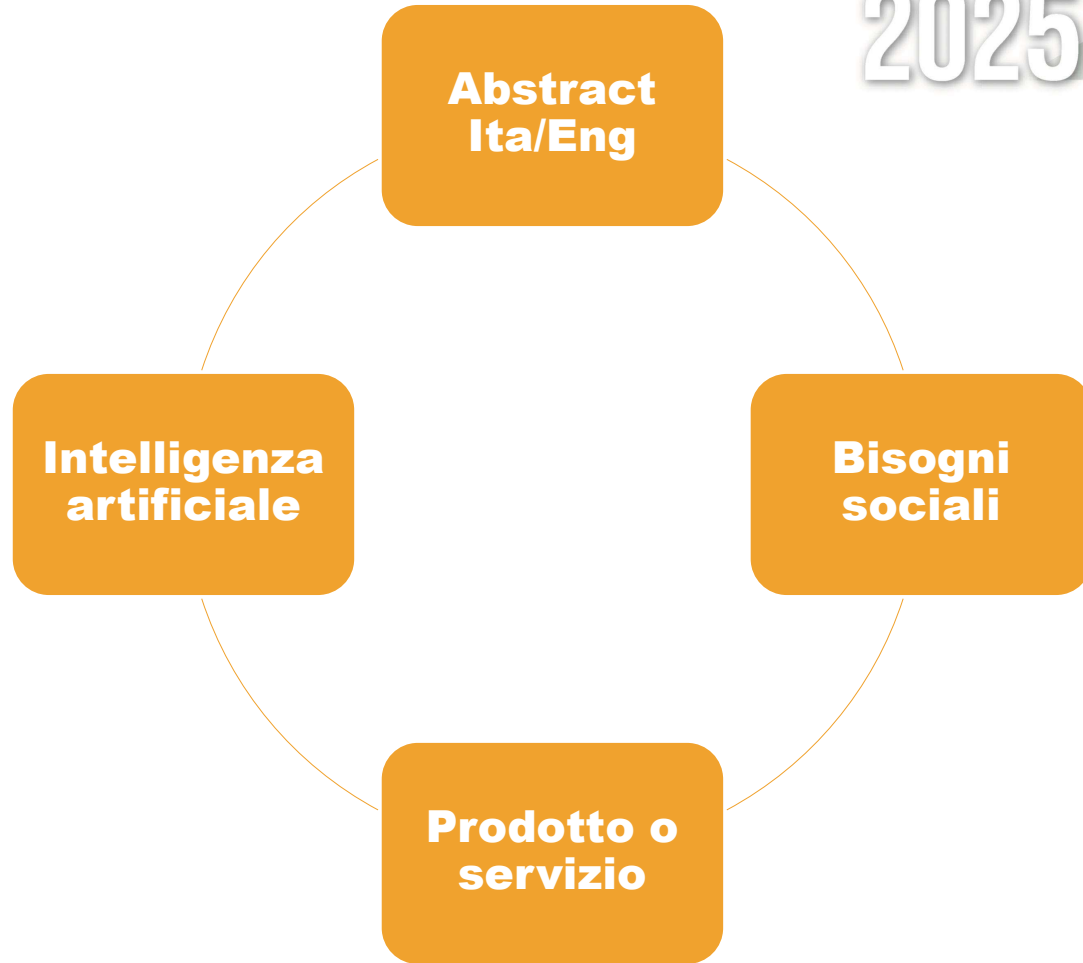 2025
Abstract
Ita/Eng
Intelligenza
artificiale
Bisogni
sociali
Prodotto o
servizio